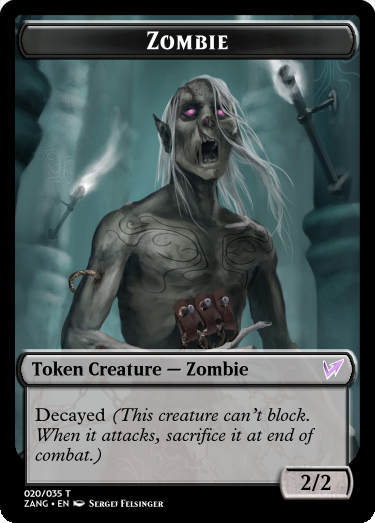 Zombie
Token Creature — Zombie
Decayed (This creature can't block.
When it attacks, sacrifice it at end of
combat.)
2/2
020/035 T
ZANG • EN Sergej Felsinger